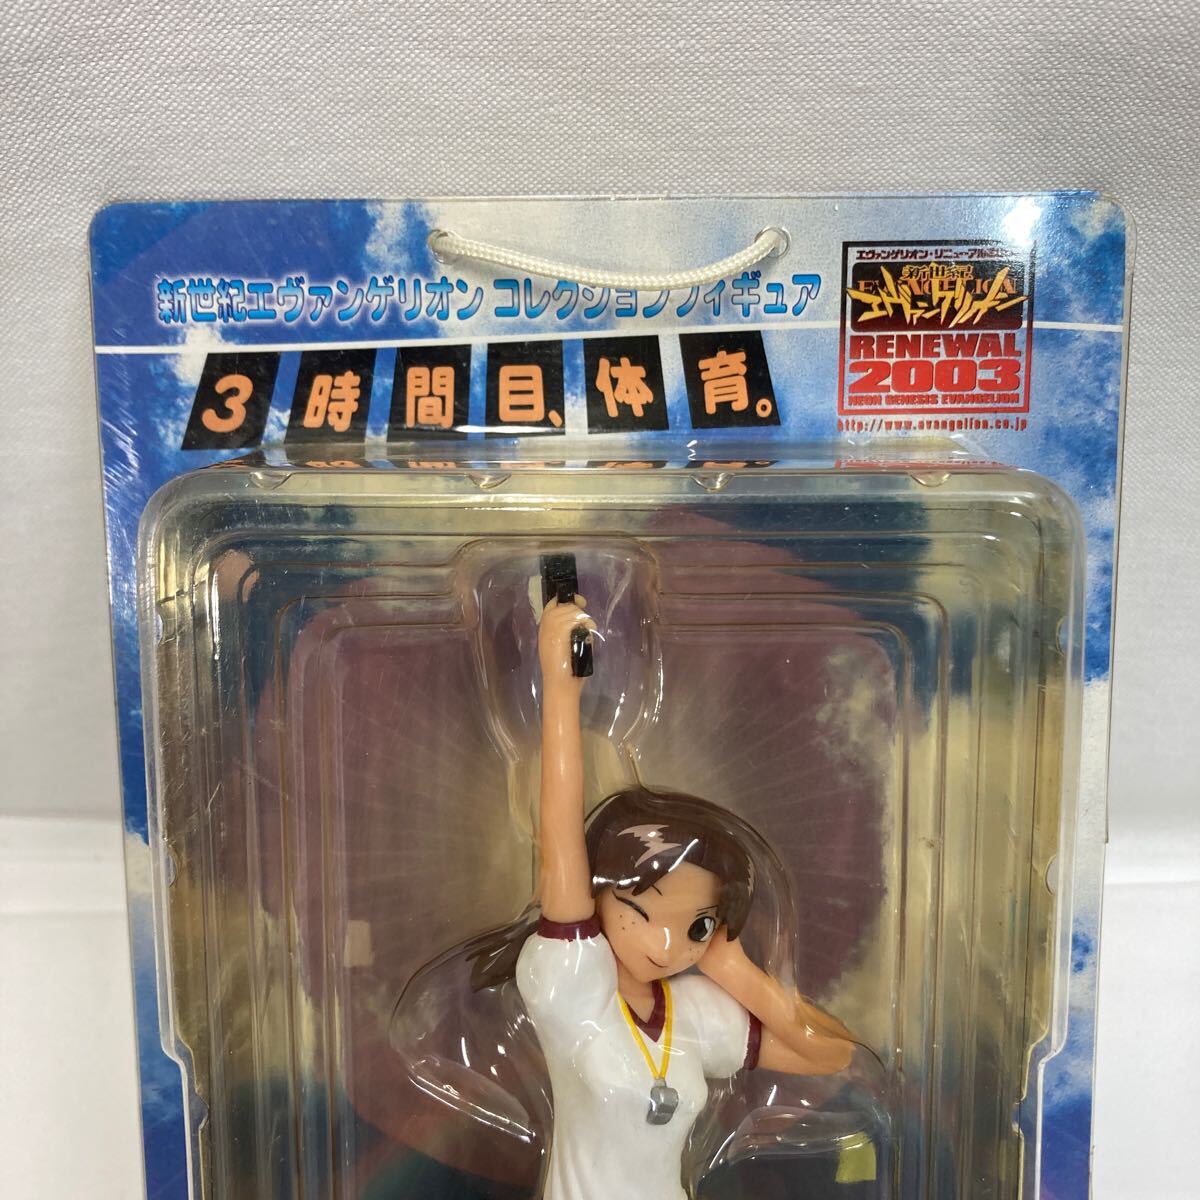 新世紀エヴァンゲリオン コレクションフィギュア
3時間目、体育。
エヴァンゲリオン・リニューアル
新世紀
EVANGELION
エヴァンゲリオン
RENEWAL
2003
NEON GENESIS EVANGELION
http://www.evangelion.co.jp